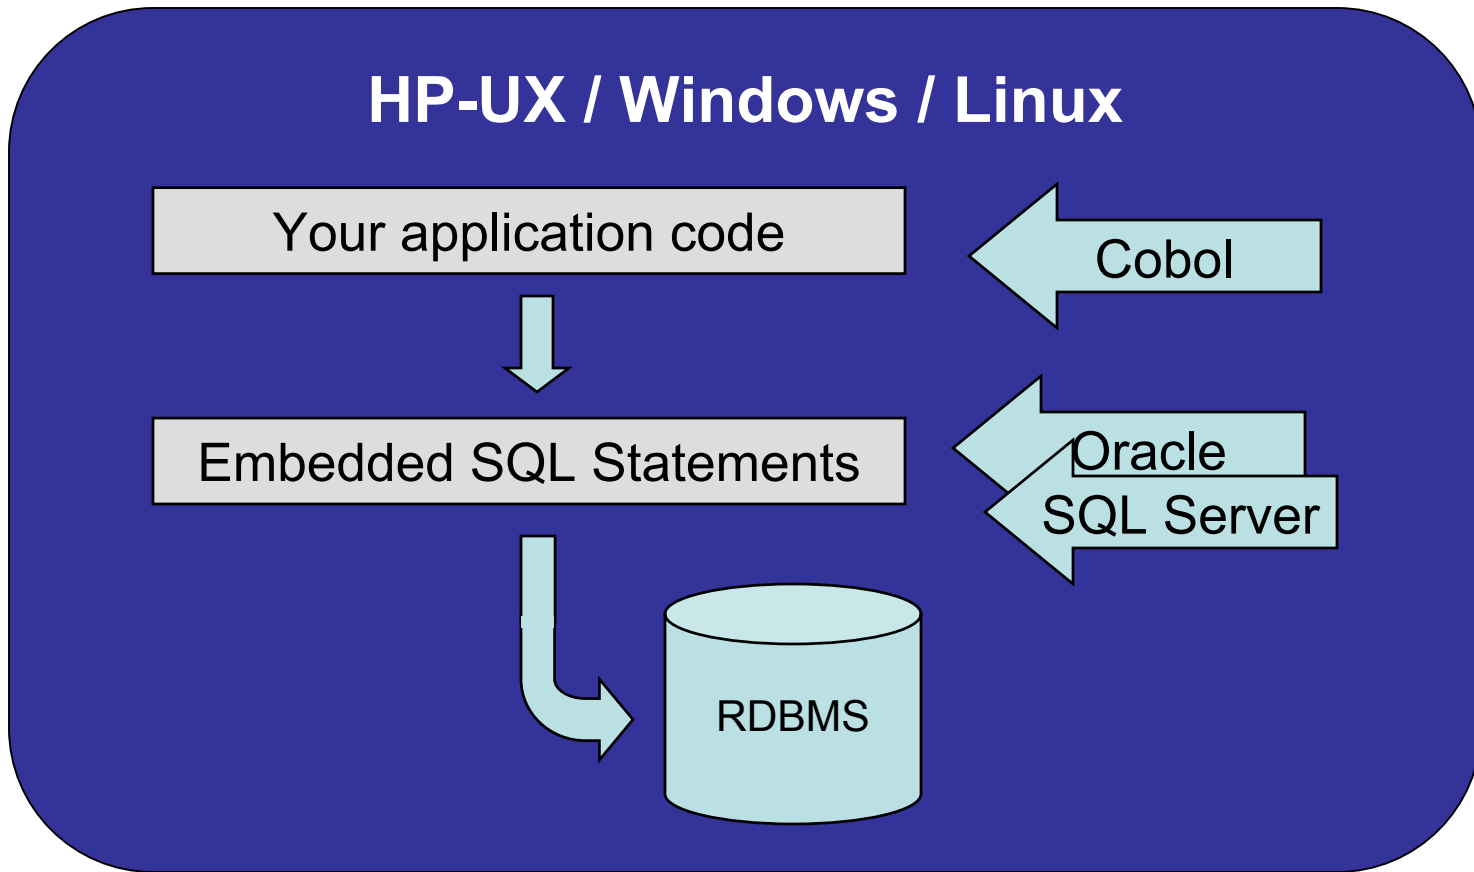 HP-UX / Windows / Linux
Your application code
Cobol
Embedded SQL Statements
Oracle
SQL Server
RDBMS